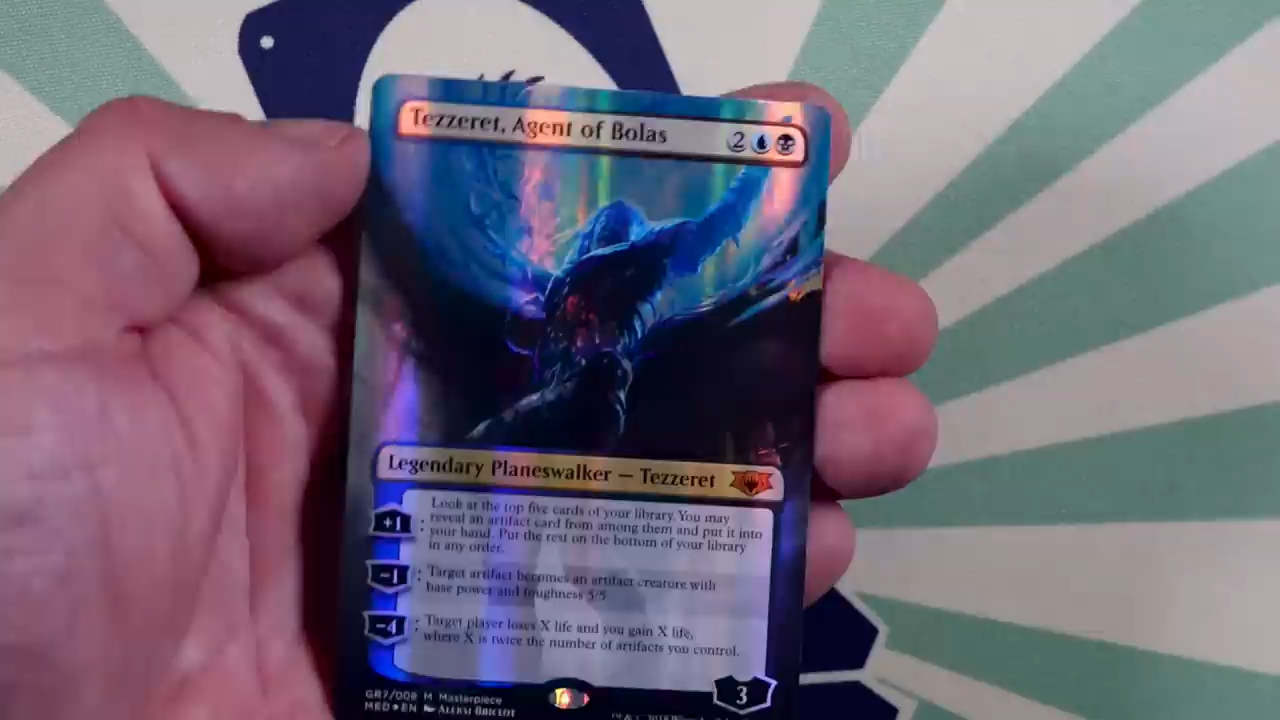 Tezzeret, Agent of Bolas 2
Legendary Planeswalker — Tezzeret
+1 : Look at the top five cards of your library. You may
reveal an artifact card from among them and put it into
your hand. Put the rest on the bottom of your library
in any order.
−1 : Target artifact becomes an artifact creature with
base power and toughness 5/5.
−4 : Target player loses X life and you gain X life,
where X is twice the number of artifacts you control.
3
GR7/008 M Masterpiece
MED EN Aleksi Briclot